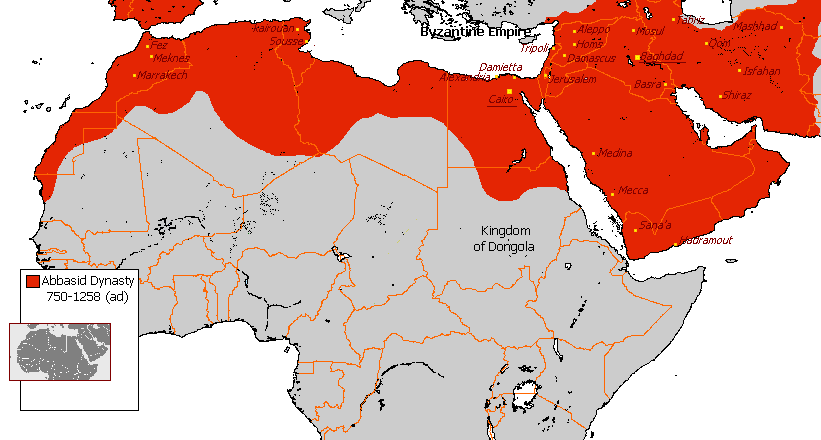 Kairouan
Sousse
Fez
Meknes
Marrakech
Byzantine Empire
Tripoli
Aleppo
Homs
Damascus
Mosul
Tabriz
Mashhad
Qom
Baghdad
Isfahan
Damietta
Alexandria
Cairo
Jerusalem
Basra
Shiraz
Medina
Mecca
Sana'a
Hadramout
Kingdom
of Dongola
Abbasid Dynasty
750-1258 (ad)